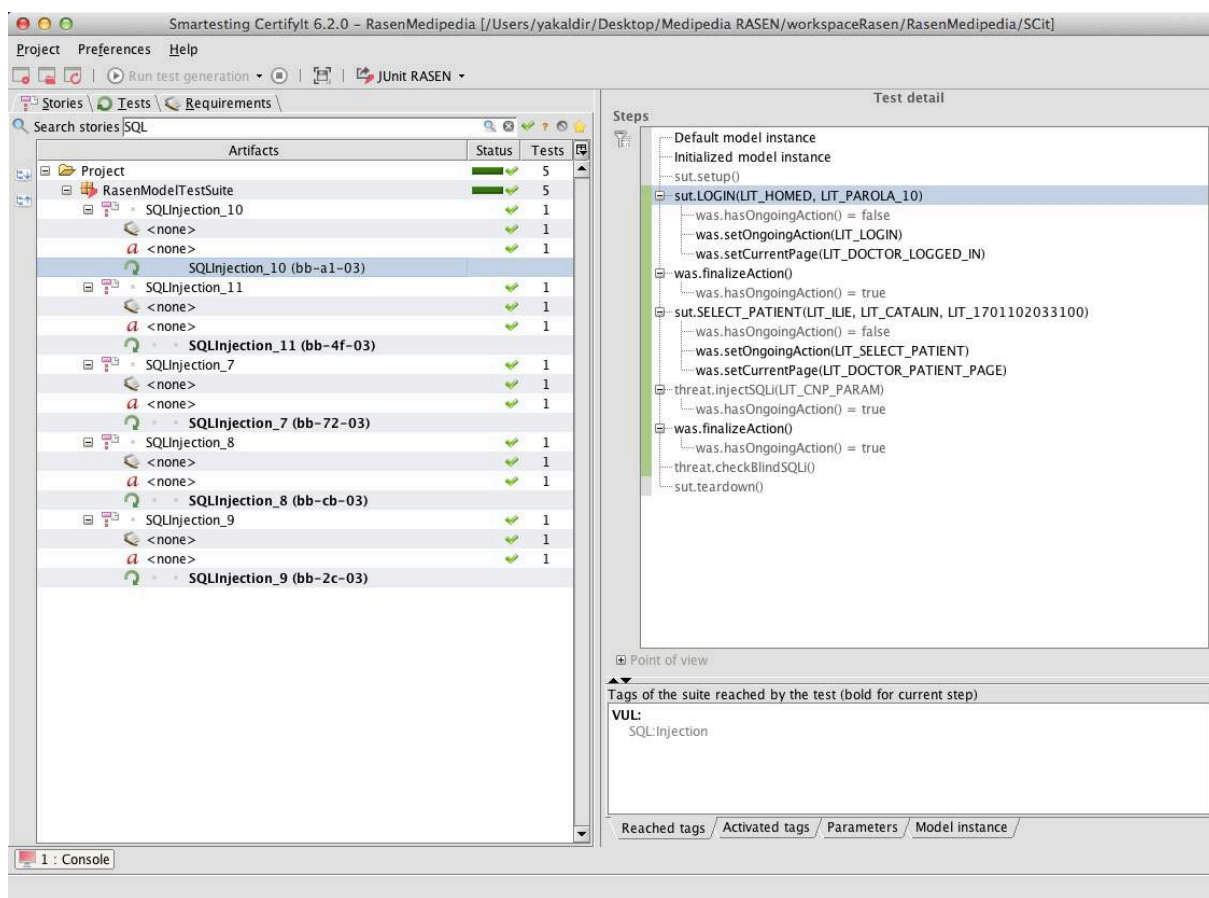 Smartesting CertifyIt 6.2.0 – RasenMedipedia [/Users/yakaldir/Desktop/Medipedia RASEN/workspaceRasen/RasenMedipedia/SCit]
Project Preferences Help
Run test generation JUnit RASEN
Stories Tests Requirements
Search stories SQL
Artifacts Status Tests
Project 5
RasenModelTestSuite 5
SQLInjection_10 1
<none> 1
a <none> 1
SQLInjection_10 (bb-a1-03)
SQLInjection_11 1
<none> 1
a <none> 1
SQLInjection_11 (bb-4f-03)
SQLInjection_7 1
<none> 1
a <none> 1
SQLInjection_7 (bb-72-03)
SQLInjection_8 1
<none> 1
a <none> 1
SQLInjection_8 (bb-cb-03)
SQLInjection_9 1
<none> 1
a <none> 1
SQLInjection_9 (bb-2c-03)
Test detail
Steps
Default model instance
Initialized model instance
sut.setup()
sut.LOGIN(LIT_HOMED, LIT_PAROLA_10)
was.hasOngoingAction() = false
was.setOngoingAction(LIT_LOGIN)
was.setCurrentPage(LIT_DOCTOR_LOGGED_IN)
was.finalizeAction()
was.hasOngoingAction() = true
sut.SELECT_PATIENT(LIT_ILIE, LIT_CATALIN, LIT_1701102033100)
was.hasOngoingAction() = false
was.setOngoingAction(LIT_SELECT_PATIENT)
was.setCurrentPage(LIT_DOCTOR_PATIENT_PAGE)
threat.injectSQLi(LIT_CNP_PARAM)
was.hasOngoingAction() = true
was.finalizeAction()
was.hasOngoingAction() = true
threat.checkBlindSQLi()
sut.teardown()
Point of view
Tags of the suite reached by the test (bold for current step)
VUL:
SQL:Injection
Reached tags Activated tags Parameters Model instance
1 : Console